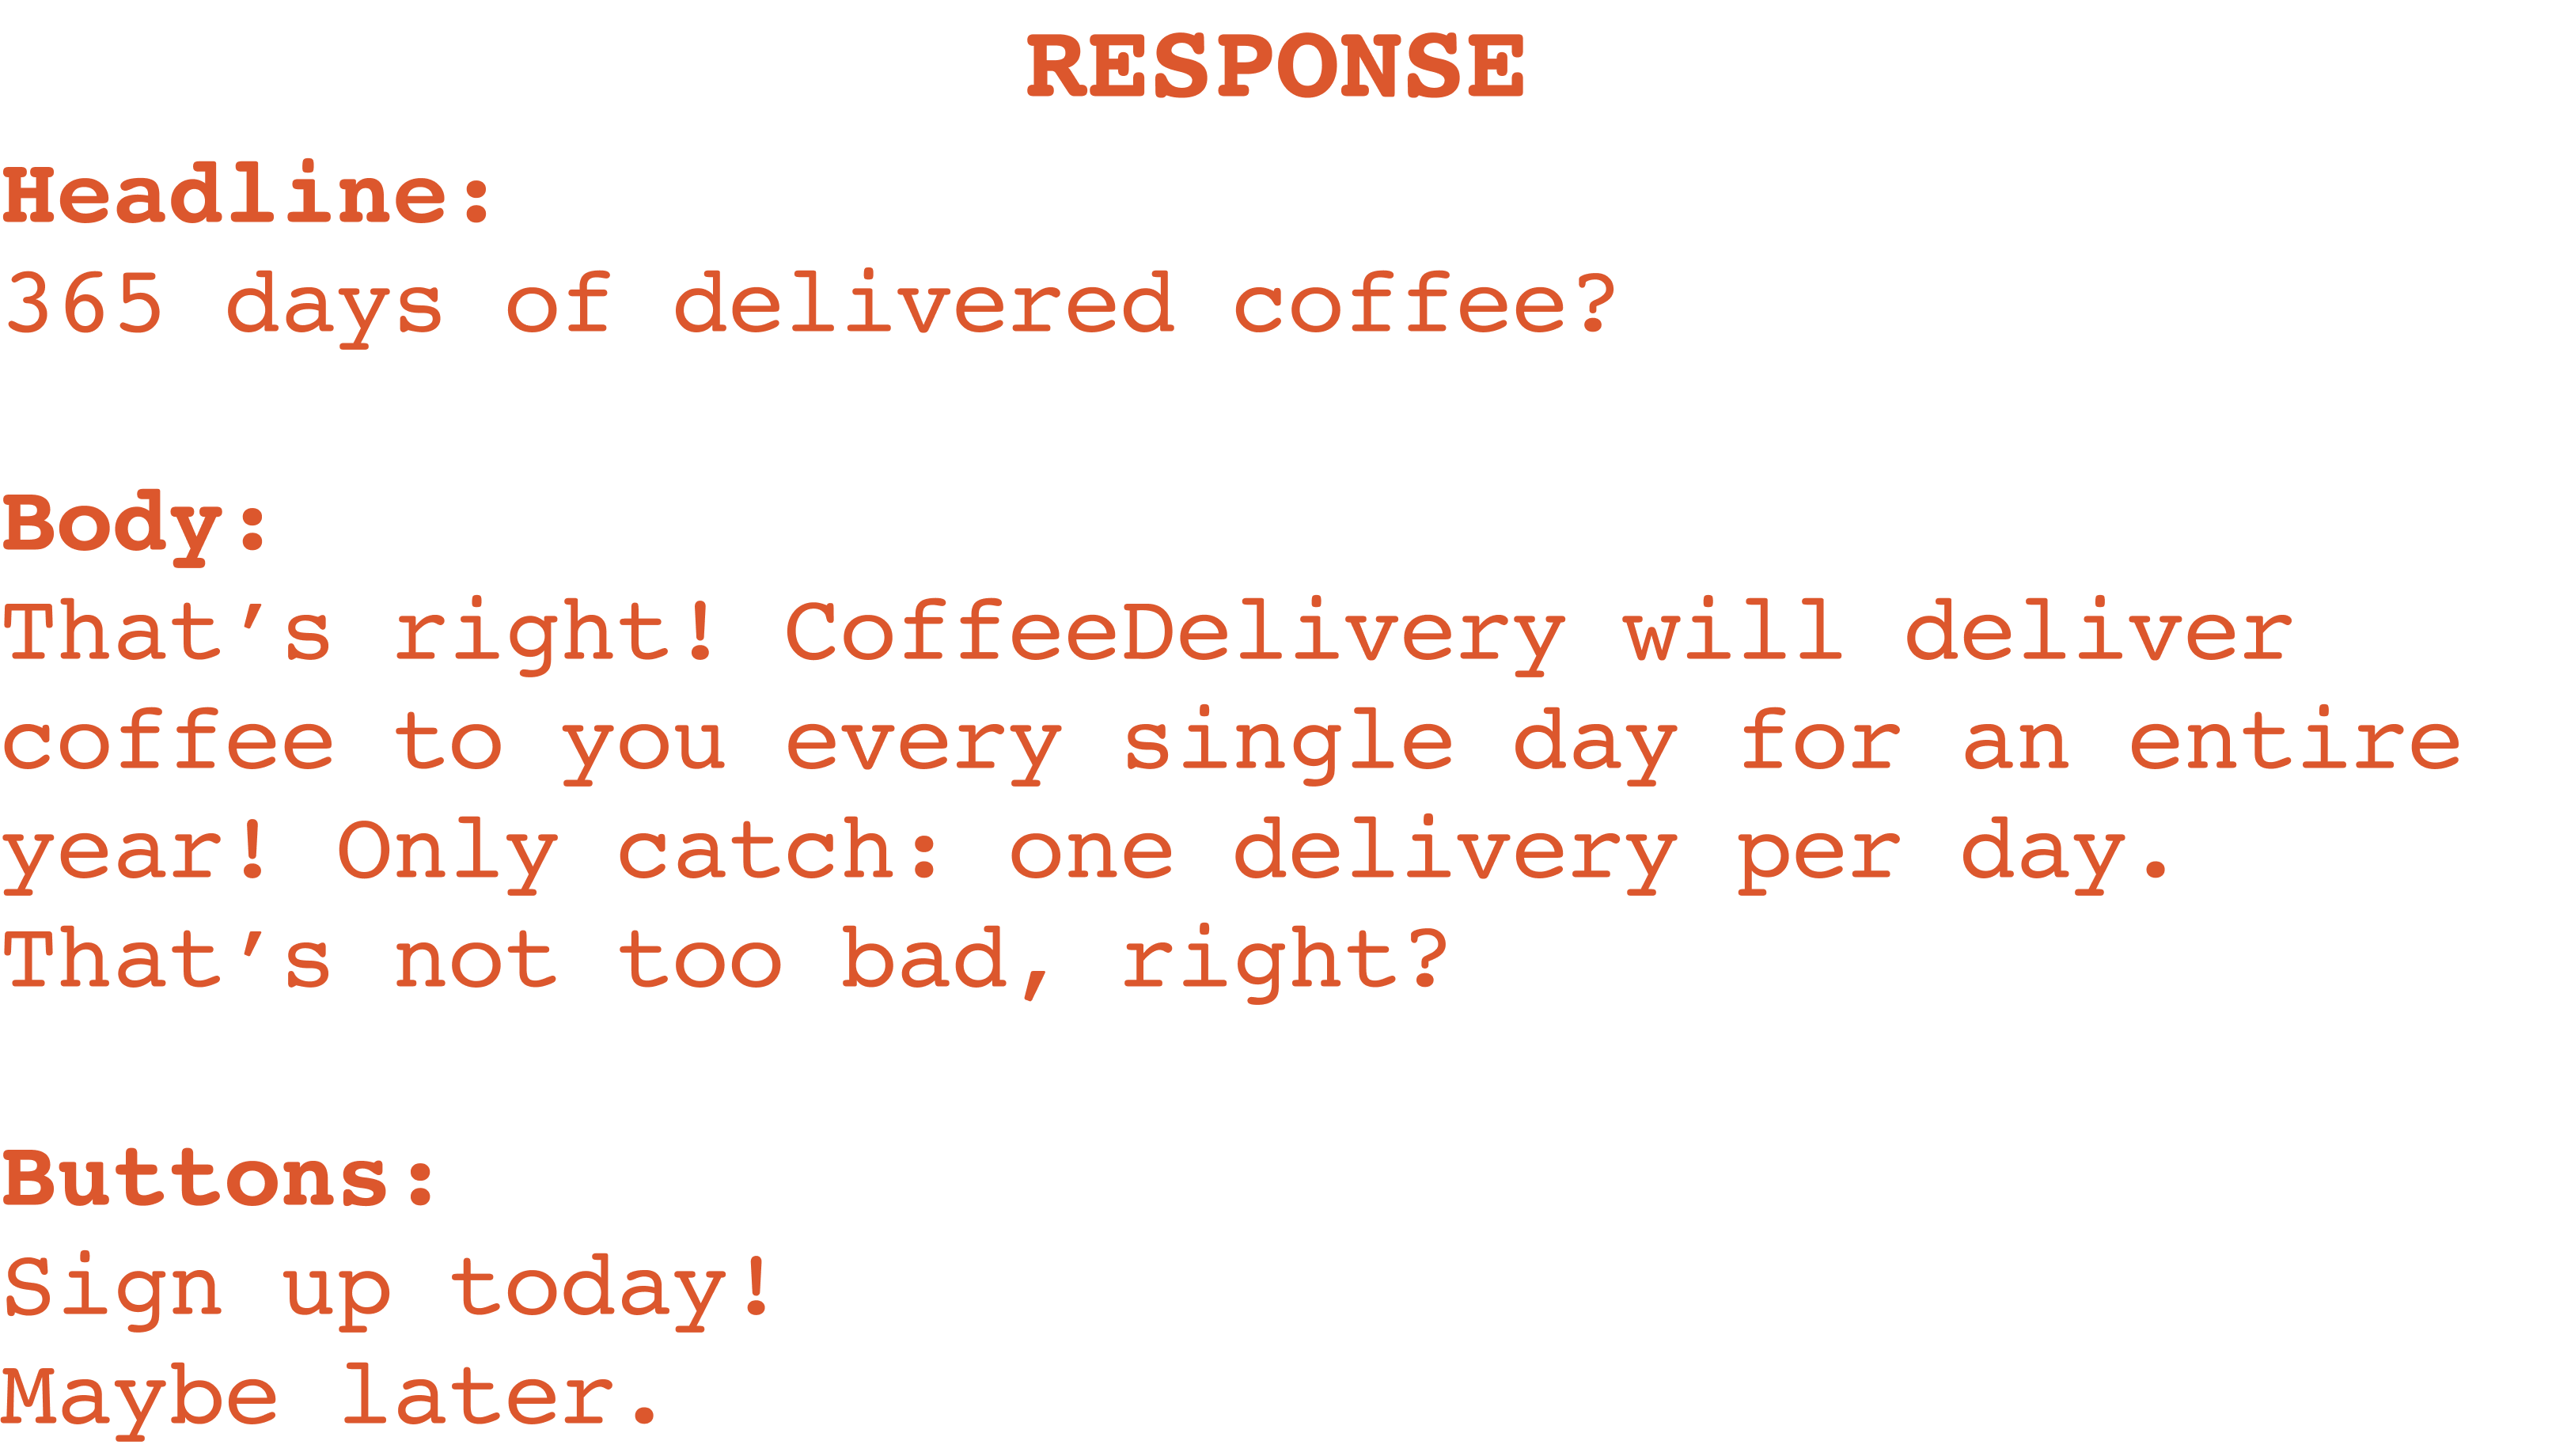 RESPONSE
Headline:
365 days of delivered coffee?
Body:
That’s right! CoffeeDelivery will deliver
coffee to you every single day for an entire
year! Only catch: one delivery per day.
That’s not too bad, right?
Buttons:
Sign up today!
Maybe later.